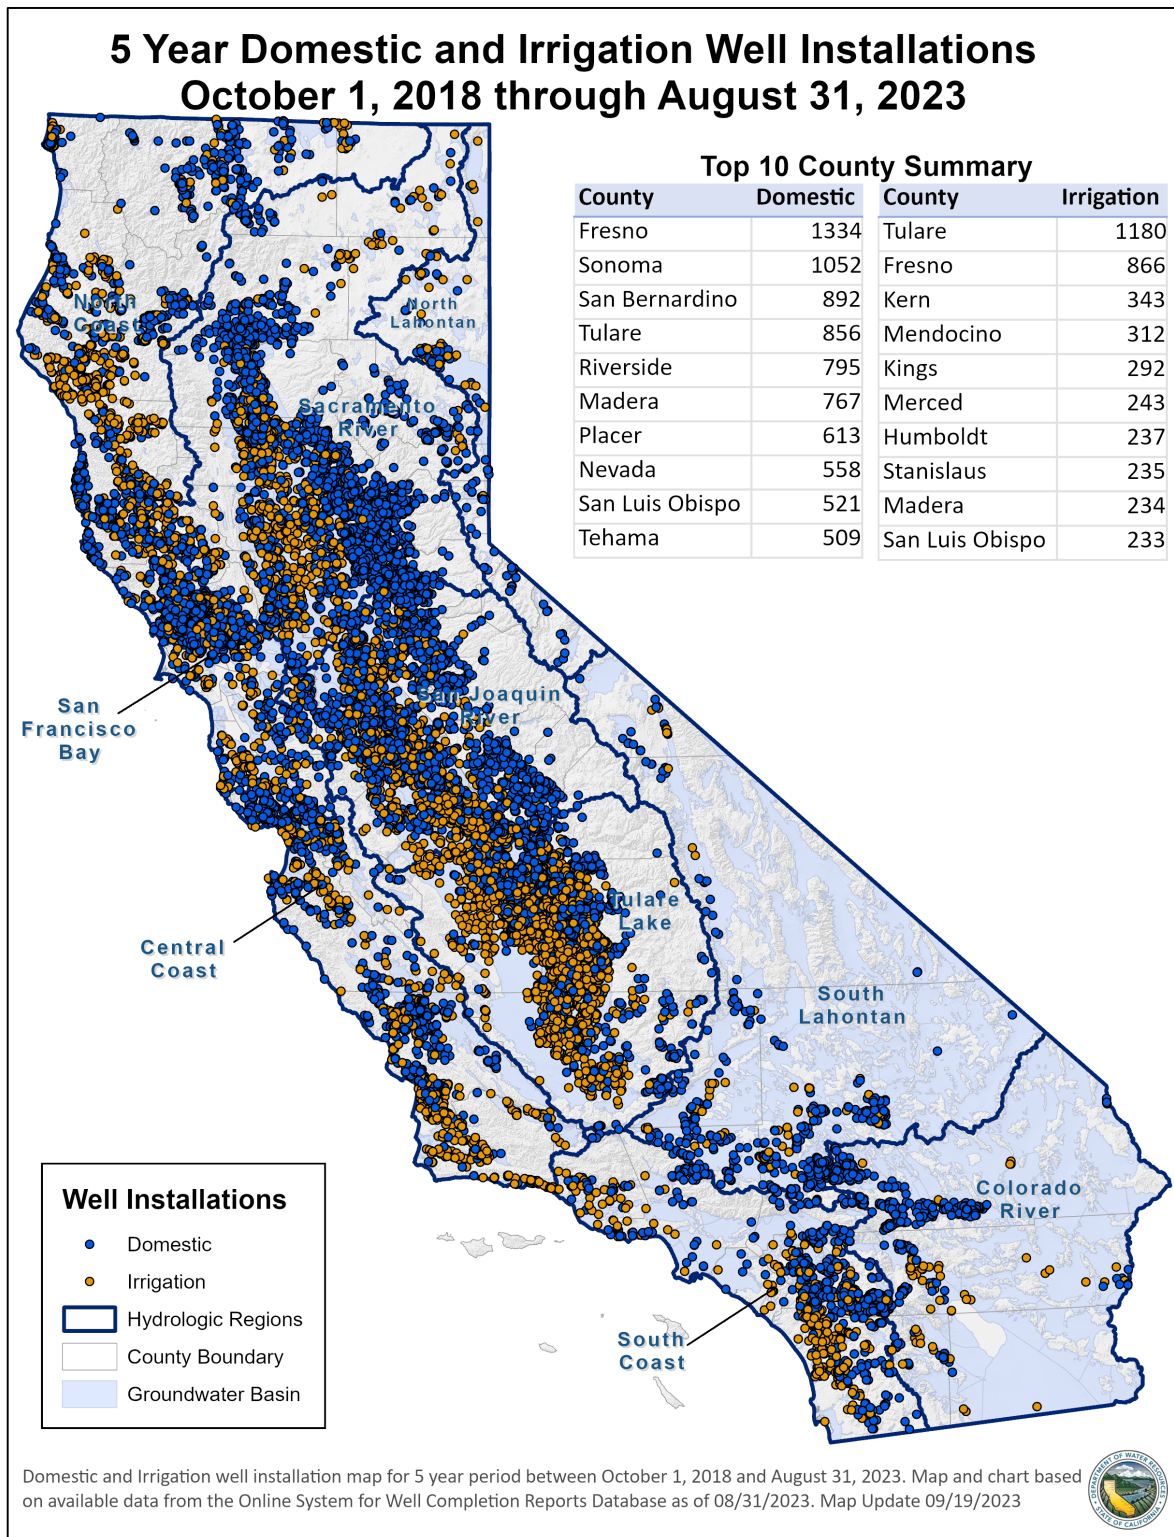 5 Year Domestic and Irrigation Well Installations
October 1, 2018 through August 31, 2023
Top 10 County Summary
County Domestic
Fresno 1334
Sonoma 1052
San Bernardino 892
Tulare 856
Riverside 795
Madera 767
Placer 613
Nevada 558
San Luis Obispo 521
Tehama 509
County Irrigation
Tulare 1180
Fresno 866
Kern 343
Mendocino 312
Kings 292
Merced 243
Humboldt 237
Stanislaus 235
Madera 234
San Luis Obispo 233
North
Coast
North
Lahontan
Sacramento
River
San Joaquin
River
San
Francisco
Bay
Tulare
Lake
Central
Coast
South
Lahontan
Colorado
River
South
Coast
Well Installations
Domestic
Irrigation
Hydrologic Regions
County Boundary
Groundwater Basin
Domestic and Irrigation well installation map for 5 year period between October 1, 2018 and August 31, 2023. Map and chart based
on available data from the Online System for Well Completion Reports Database as of 08/31/2023. Map Update 09/19/2023
DEPARTMENT OF WATER RESOURCES
STATE OF CALIFORNIA